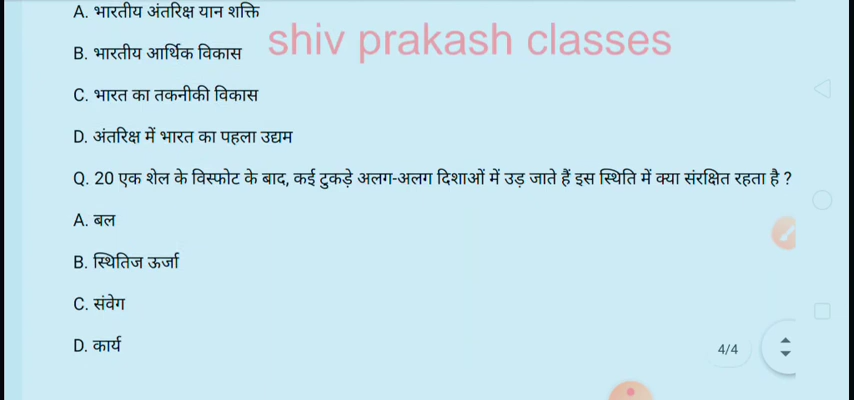 A. भारतीय अंतरिक्ष यान शक्ति
shiv prakash classes
B. भारतीय आर्थिक विकास
C. भारत का तकनीकी विकास
D. अंतरिक्ष में भारत का पहला उद्यम
Q. 20 एक शेल के विस्फोट के बाद, कई टुकड़े अलग-अलग दिशाओं में उड़ जाते हैं इस स्थिति में क्या संरक्षित रहता है ?
A. बल
B. स्थितिज ऊर्जा
C. संवेग
D. कार्य
4/4